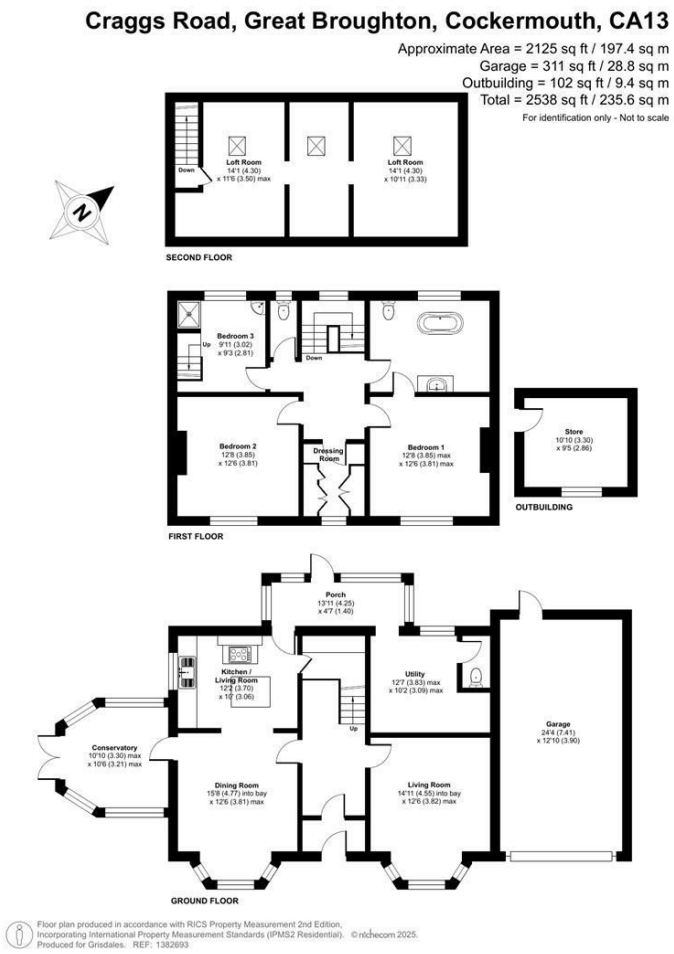 Craggs Road, Great Broughton, Cockermouth, CA13
Approximate Area = 2125 sq ft / 197.4 sq m
Garage = 311 sq ft / 28.8 sq m
Outbuilding = 102 sq ft / 9.4 sq m
Total = 2538 sq ft / 235.6 sq m
For identification only - Not to scale
Down
Loft Room
14'1 (4.30)
x 11'6 (3.50) max
Loft Room
14'1 (4.30)
x 10'11 (3.33)
N
SECOND FLOOR
Bedroom 3
9'11 (3.02)
x 9'3 (2.81)
Up
Down
Bedroom 2
12'8 (3.85)
x 12'6 (3.81)
Dressing
Room
Bedroom 1
12'8 (3.85) max
x 12'6 (3.81) max
FIRST FLOOR
Store
10'10 (3.30)
x 9'5 (2.86)
OUTBUILDING
Porch
13'11 (4.25)
x 4'7 (1.40)
Kitchen /
Living Room
12'2 (3.70)
x 10' (3.06)
Utility
12'7 (3.83) max
x 10'2 (3.09) max
Up
Conservatory
10'10 (3.30) max
x 10'6 (3.21) max
Dining Room
15'8 (4.77) into bay
x 12'6 (3.81) max
Living Room
14'11 (4.55) into bay
x 12'6 (3.82) max
Garage
24'4 (7.41)
x 12'10 (3.90)
GROUND FLOOR
Floor plan produced in accordance with RICS Property Measurement 2nd Edition,
Incorporating International Property Measurement Standards (IPMS2 Residential). © nichecom 2025.
Produced for Grisdales. REF: 1382693